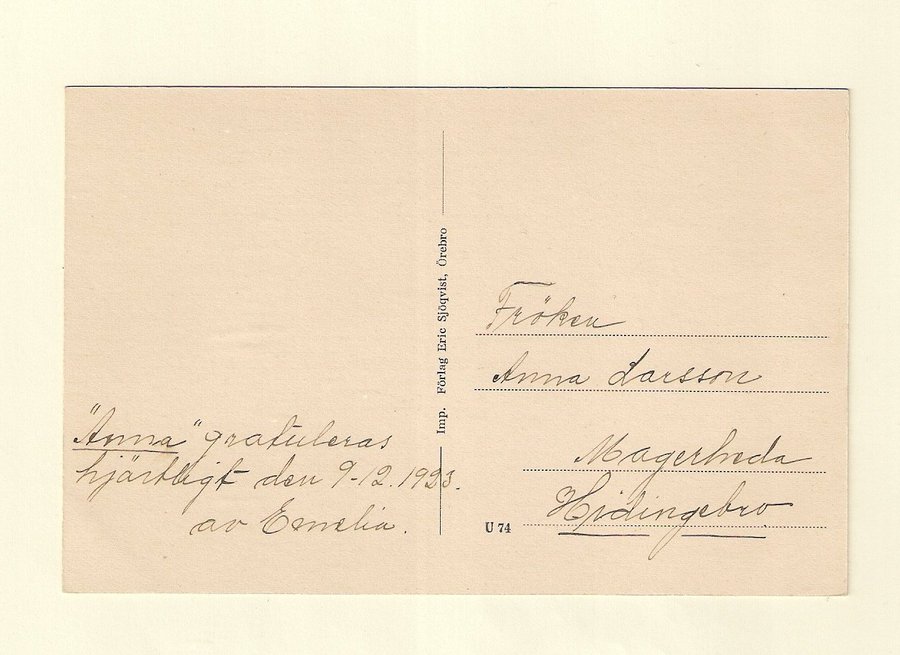 "Anna" gratuleras
hjärtligt den 9-12.1923.
av Emelia.
Imp. Förlag Eric Sjöqvist, Örebro
Fröken
Anna Larsson
Magerheda
Hidingebro
U 74